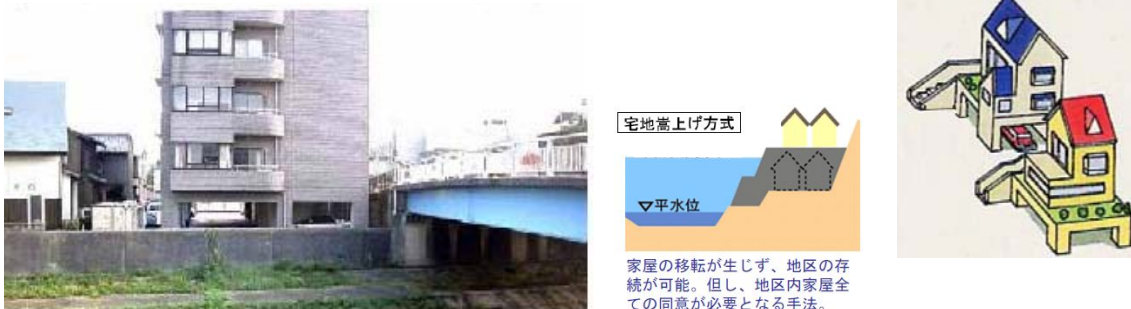 宅地嵩上げ方式
▽平水位
家屋の移転が生じず、地区の存
続が可能。但し、地区内家屋全
ての同意が必要となる手法。